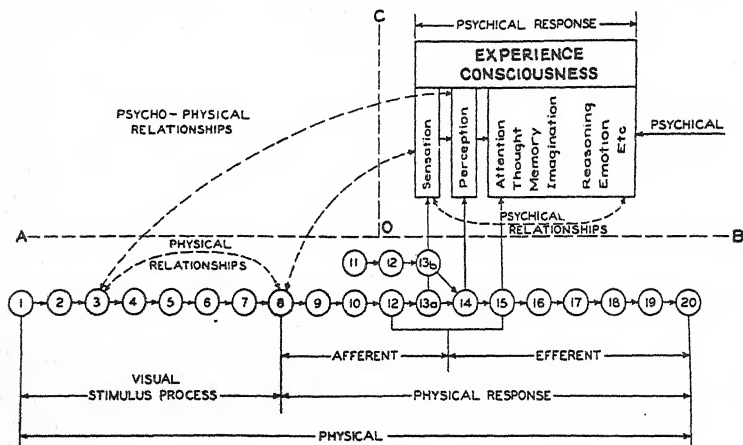 C
PSYCHICAL RESPONSE
EXPERIENCE
CONSCIOUSNESS
PSYCHO-PHYSICAL
RELATIONSHIPS
Sensation
Perception
Attention
Thought
Memory
Imagination
Reasoning
Emotion
Etc
PSYCHICAL
PSYCHICAL
RELATIONSHIPS
A
O
B
PHYSICAL
RELATIONSHIPS
11 12 13b
1 2 3 4 5 6 7 8 9 10 12 13a 14 15 16 17 18 19 20
AFFERENT
EFFERENT
VISUAL
STIMULUS PROCESS
PHYSICAL RESPONSE
PHYSICAL